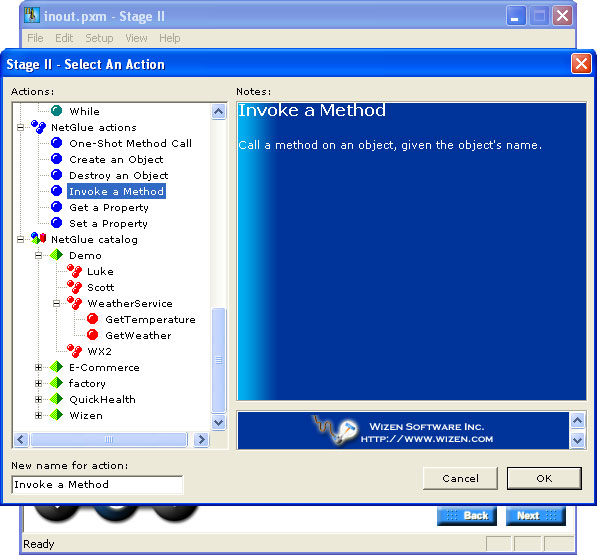 inout.pxm - Stage II
File Edit Setup View Help
Stage II - Select An Action
Actions:
While
NetGlue actions
One-Shot Method Call
Create an Object
Destroy an Object
Invoke a Method
Get a Property
Set a Property
NetGlue catalog
Demo
Luke
Scott
WeatherService
GetTemperature
GetWeather
WX2
E-Commerce
factory
QuickHealth
Wizen
New name for action:
Invoke a Method
Notes:
Invoke a Method
Call a method on an object, given the object's name.
Wizen Software Inc.
http://www.wizen.com
Cancel OK
Back Next
Ready